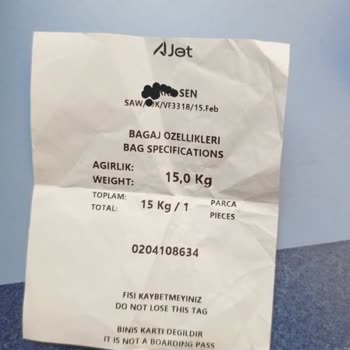 AJet
SEN
SAW/ /VF3318/15.Feb
BAGAJ OZELLIKLERI
BAG SPECIFICATIONS
AGIRLIK:
WEIGHT: 15,0 Kg
TOPLAM: PARCA
TOTAL: 15 Kg / 1 PIECES
0204108634
FISI KAYBETMEYINIZ
DO NOT LOSE THIS TAG
BINIS KARTI DEGILDIR
IT IS NOT A BOARDING PASS